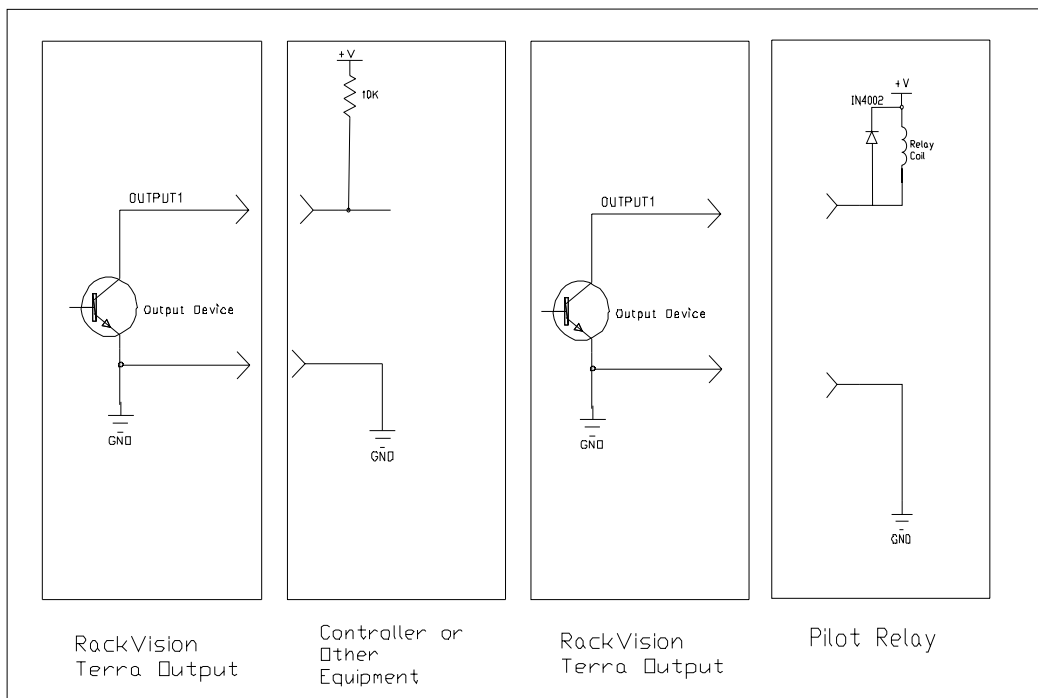 +V
10K
OUTPUT1
Output Device
GND
GND
RackVision
Terra Output
Controller or
Other
Equipment
OUTPUT1
Output Device
GND
+V
IN4002
Relay
Coil
GND
RackVision
Terra Output
Pilot Relay